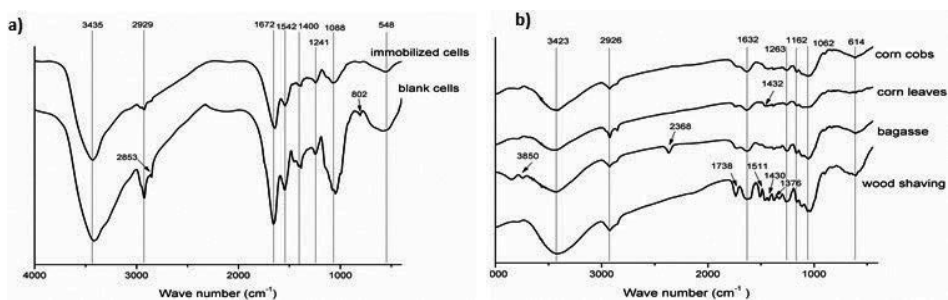 a)
3435 2929 1672 1542 1400 1088 548
1241
immobilized cells
blank cells
802
2853
4000 3000 2000 1000
Wave number (cm⁻¹)
b)
3423 2926 1632 1263 1162 1062 614
corn cobs
1432
corn leaves
2368
bagasse
3850
1738 1511 1430 1376
wood shaving
00 3000 2000 1000
Wave number (cm⁻¹)